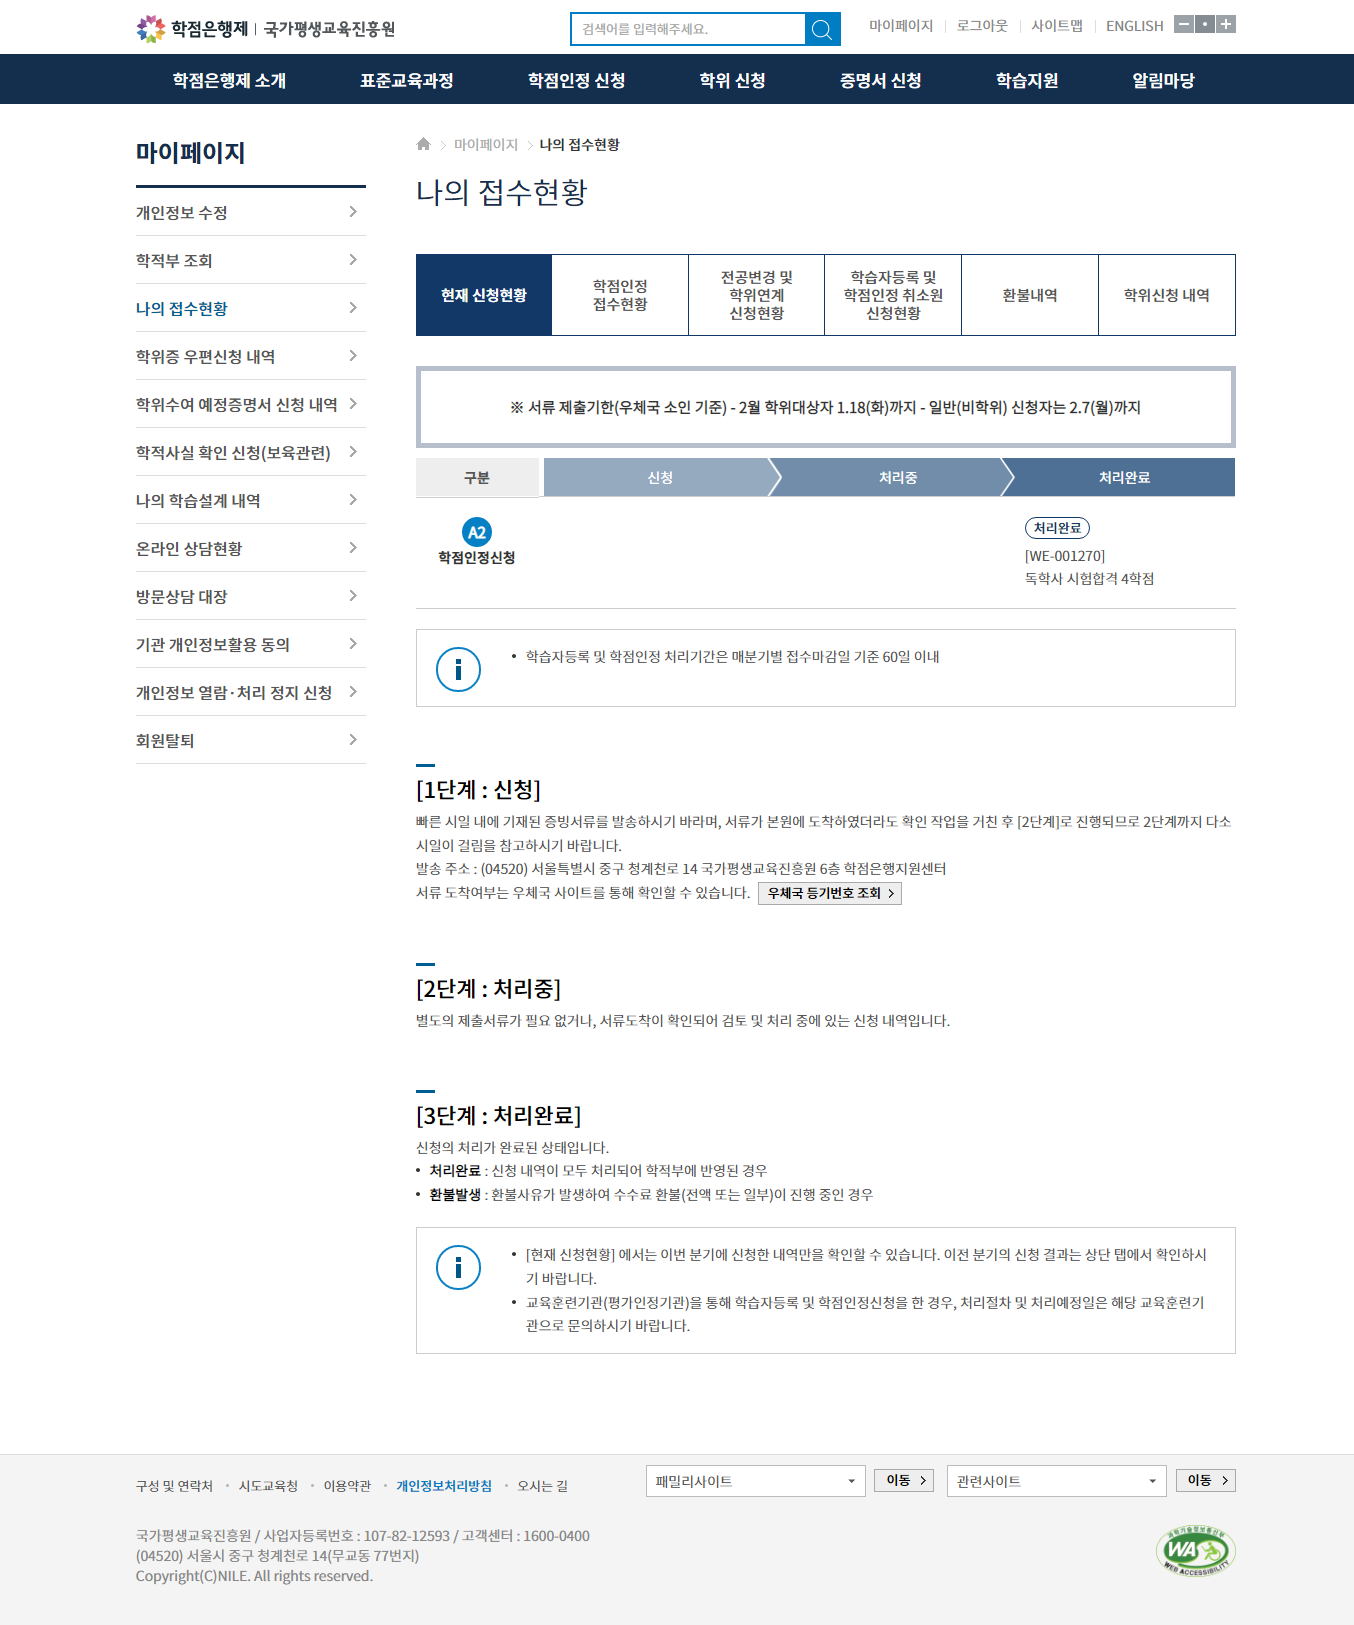 학점은행제 | 국가평생교육진흥원
검색어를 입력해주세요.
마이페이지 로그아웃 사이트맵 ENGLISH
학점은행제 소개 표준교육과정 학점인정 신청 학위 신청 증명서 신청 학습지원 알림마당
마이페이지
개인정보 수정
학적부 조회
나의 접수현황
학위증 우편신청 내역
학위수여 예정증명서 신청 내역
학적사실 확인 신청(보육관련)
나의 학습설계 내역
온라인 상담현황
방문상담 대장
기관 개인정보활용 동의
개인정보 열람·처리 정지 신청
회원탈퇴
마이페이지 > 나의 접수현황
나의 접수현황
현재 신청현황
학점인정
접수현황
전공변경 및
학위연계
신청현황
학습자등록 및
학점인정 취소원
신청현황
환불내역
학위신청 내역
※ 서류 제출기한(우체국 소인 기준) - 2월 학위대상자 1.18(화)까지 - 일반(비학위) 신청자는 2.7(월)까지
구분 신청 처리중 처리완료
A2
학점인정신청
처리완료
[WE-001270]
독학사 시험합격 4학점
• 학습자등록 및 학점인정 처리기간은 매분기별 접수마감일 기준 60일 이내
[1단계 : 신청]
빠른 시일 내에 기재된 증빙서류를 발송하시기 바라며, 서류가 본원에 도착하였더라도 확인 작업을 거친 후 [2단계]로 진행되므로 2단계까지 다소
시일이 걸림을 참고하시기 바랍니다.
발송 주소 : (04520) 서울특별시 중구 청계천로 14 국가평생교육진흥원 6층 학점은행지원센터
서류 도착여부는 우체국 사이트를 통해 확인할 수 있습니다. 우체국 등기번호 조회 >
[2단계 : 처리중]
별도의 제출서류가 필요 없거나, 서류도착이 확인되어 검토 및 처리 중에 있는 신청 내역입니다.
[3단계 : 처리완료]
신청의 처리가 완료된 상태입니다.
• 처리완료 : 신청 내역이 모두 처리되어 학적부에 반영된 경우
• 환불발생 : 환불사유가 발생하여 수수료 환불(전액 또는 일부)이 진행 중인 경우
• [현재 신청현황] 에서는 이번 분기에 신청한 내역만을 확인할 수 있습니다. 이전 분기의 신청 결과는 상단 탭에서 확인하시
기 바랍니다.
• 교육훈련기관(평가인정기관)을 통해 학습자등록 및 학점인정신청을 한 경우, 처리절차 및 처리예정일은 해당 교육훈련기
관으로 문의하시기 바랍니다.
구성 및 연락처 • 시도교육청 • 이용약관 • 개인정보처리방침 • 오시는 길
패밀리사이트 이동 > 관련사이트 이동 >
국가평생교육진흥원 / 사업자등록번호 : 107-82-12593 / 고객센터 : 1600-0400
(04520) 서울시 중구 청계천로 14(무교동 77번지)
Copyright(C)NILE. All rights reserved.
과학기술정보통신부
WA
WEB ACCESSIBILITY